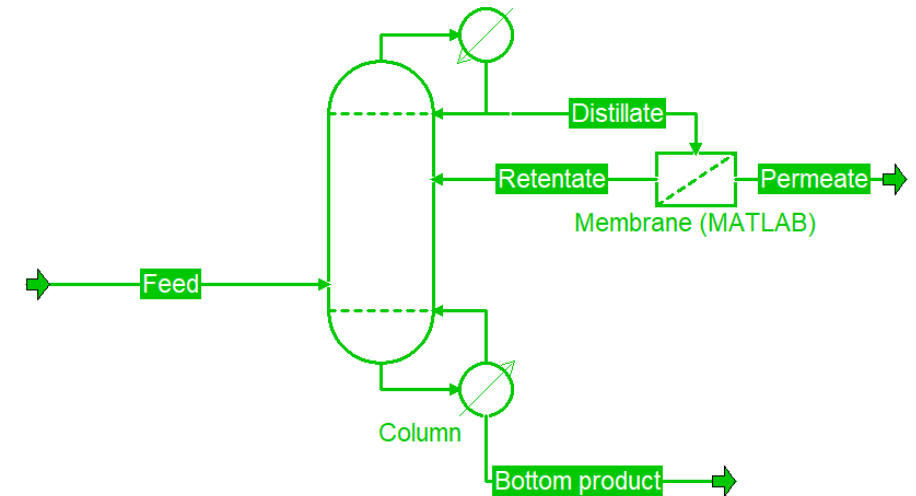 Distillate
Retentate
Permeate
Membrane (MATLAB)
Feed
Column
Bottom product